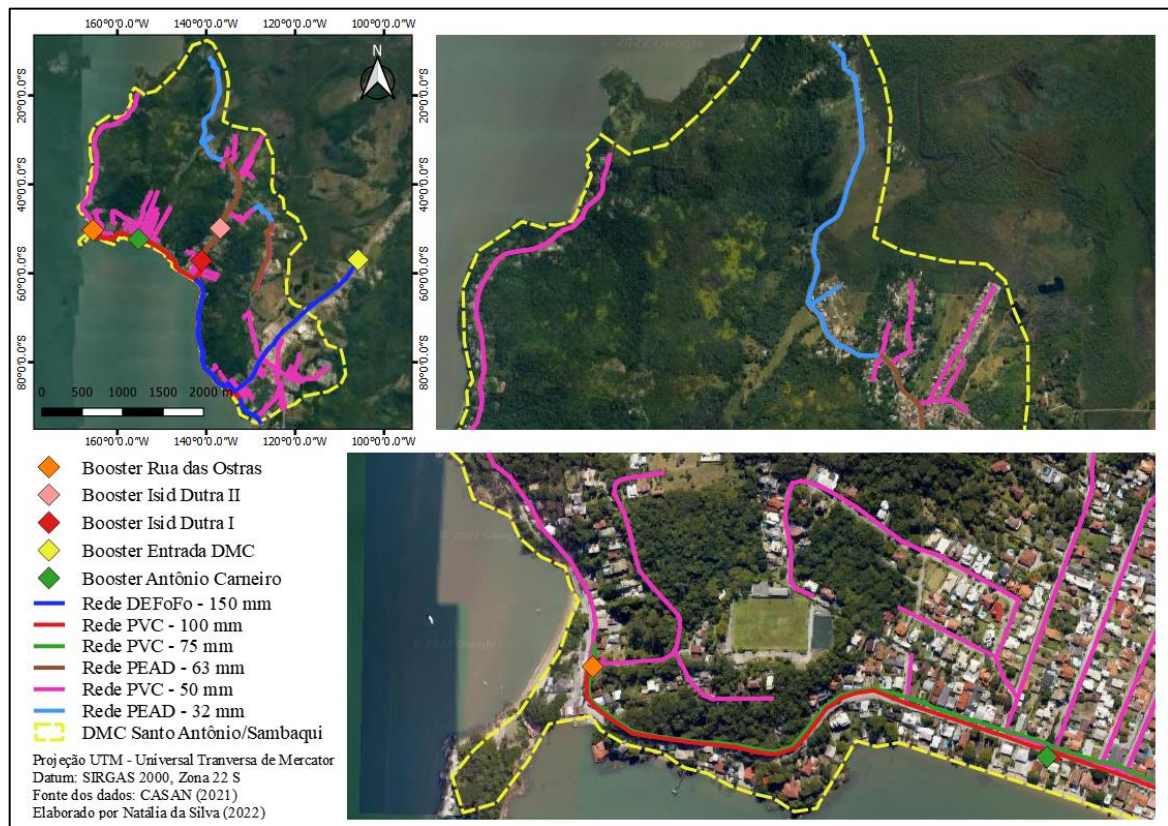 160°0'0.0"W 140°0'0.0"W 120°0'0.0"W 100°0'0.0"W
N
20°0'0.0"S
40°0'0.0"S
60°0'0.0"S
80°0'0.0"S
20°0'0.0"S
40°0'0.0"S
60°0'0.0"S
80°0'0.0"S
0 500 1000 1500 2000 m
160°0'0.0"W 140°0'0.0"W 120°0'0.0"W 100°0'0.0"W
© 2022 Google
Booster Rua das Ostras
Booster Isid Dutra II
Booster Isid Dutra I
Booster Entrada DMC
Booster Antônio Carneiro
Rede DEFoFo - 150 mm
Rede PVC - 100 mm
Rede PVC - 75 mm
Rede PEAD - 63 mm
Rede PVC - 50 mm
Rede PEAD - 32 mm
DMC Santo Antônio/Sambaqui
Projeção UTM - Universal Tranversa de Mercator
Datum: SIRGAS 2000, Zona 22 S
Fonte dos dados: CASAN (2021)
Elaborado por Natália da Silva (2022)
© 2022 Google
© 2022 Google